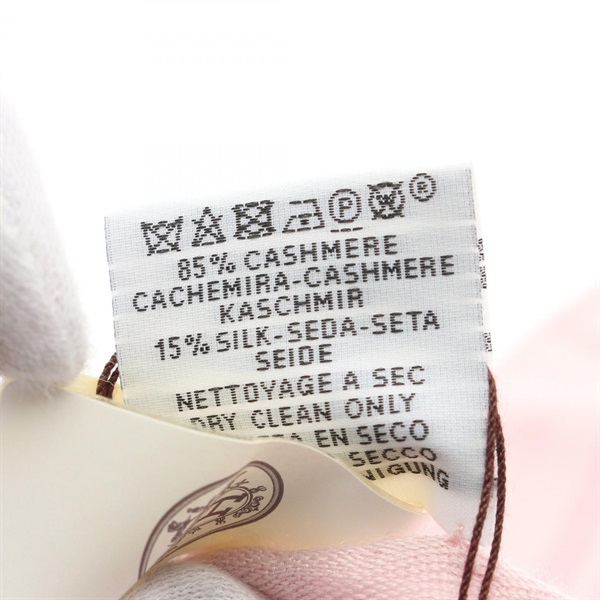 P W ®
85% CASHMERE
CACHEMIRA-CASHMERE
KASCHMIR
15% SILK-SEDA-SETA
SEIDE
NETTOYAGE A SEC
DRY CLEAN ONLY
EN SECO
SECCO